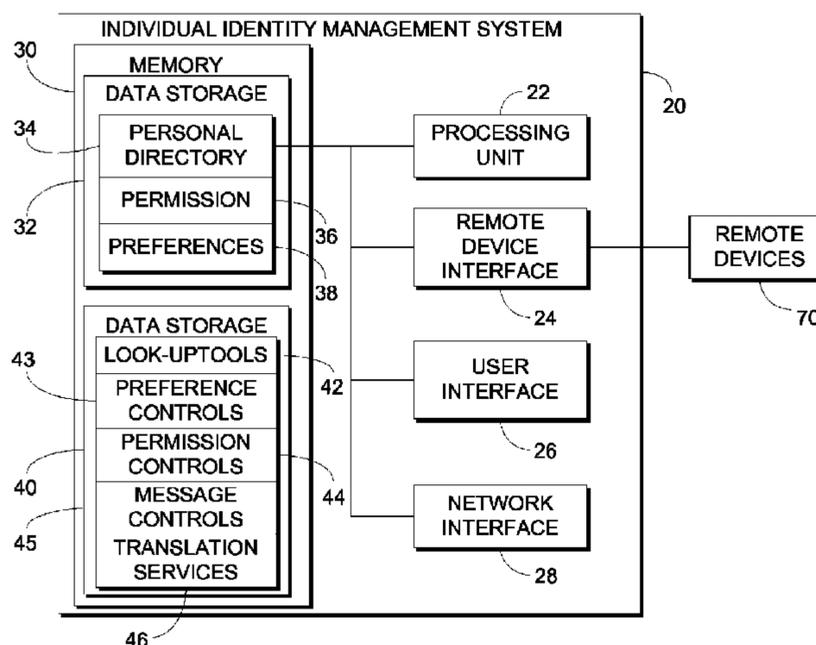 INDIVIDUAL IDENTITY MANAGEMENT SYSTEM
30
MEMORY
DATA STORAGE
22
20
34
PERSONAL
DIRECTORY
PROCESSING
UNIT
32
PERMISSION
36
REMOTE
DEVICE
INTERFACE
REMOTE
DEVICES
PREFERENCES
38
24
70
DATA STORAGE
43
LOOK-UPTOOLS
42
USER
INTERFACE
PREFERENCE
CONTROLS
26
40
PERMISSION
CONTROLS
44
45
MESSAGE
CONTROLS
NETWORK
INTERFACE
TRANSLATION
SERVICES
28
46